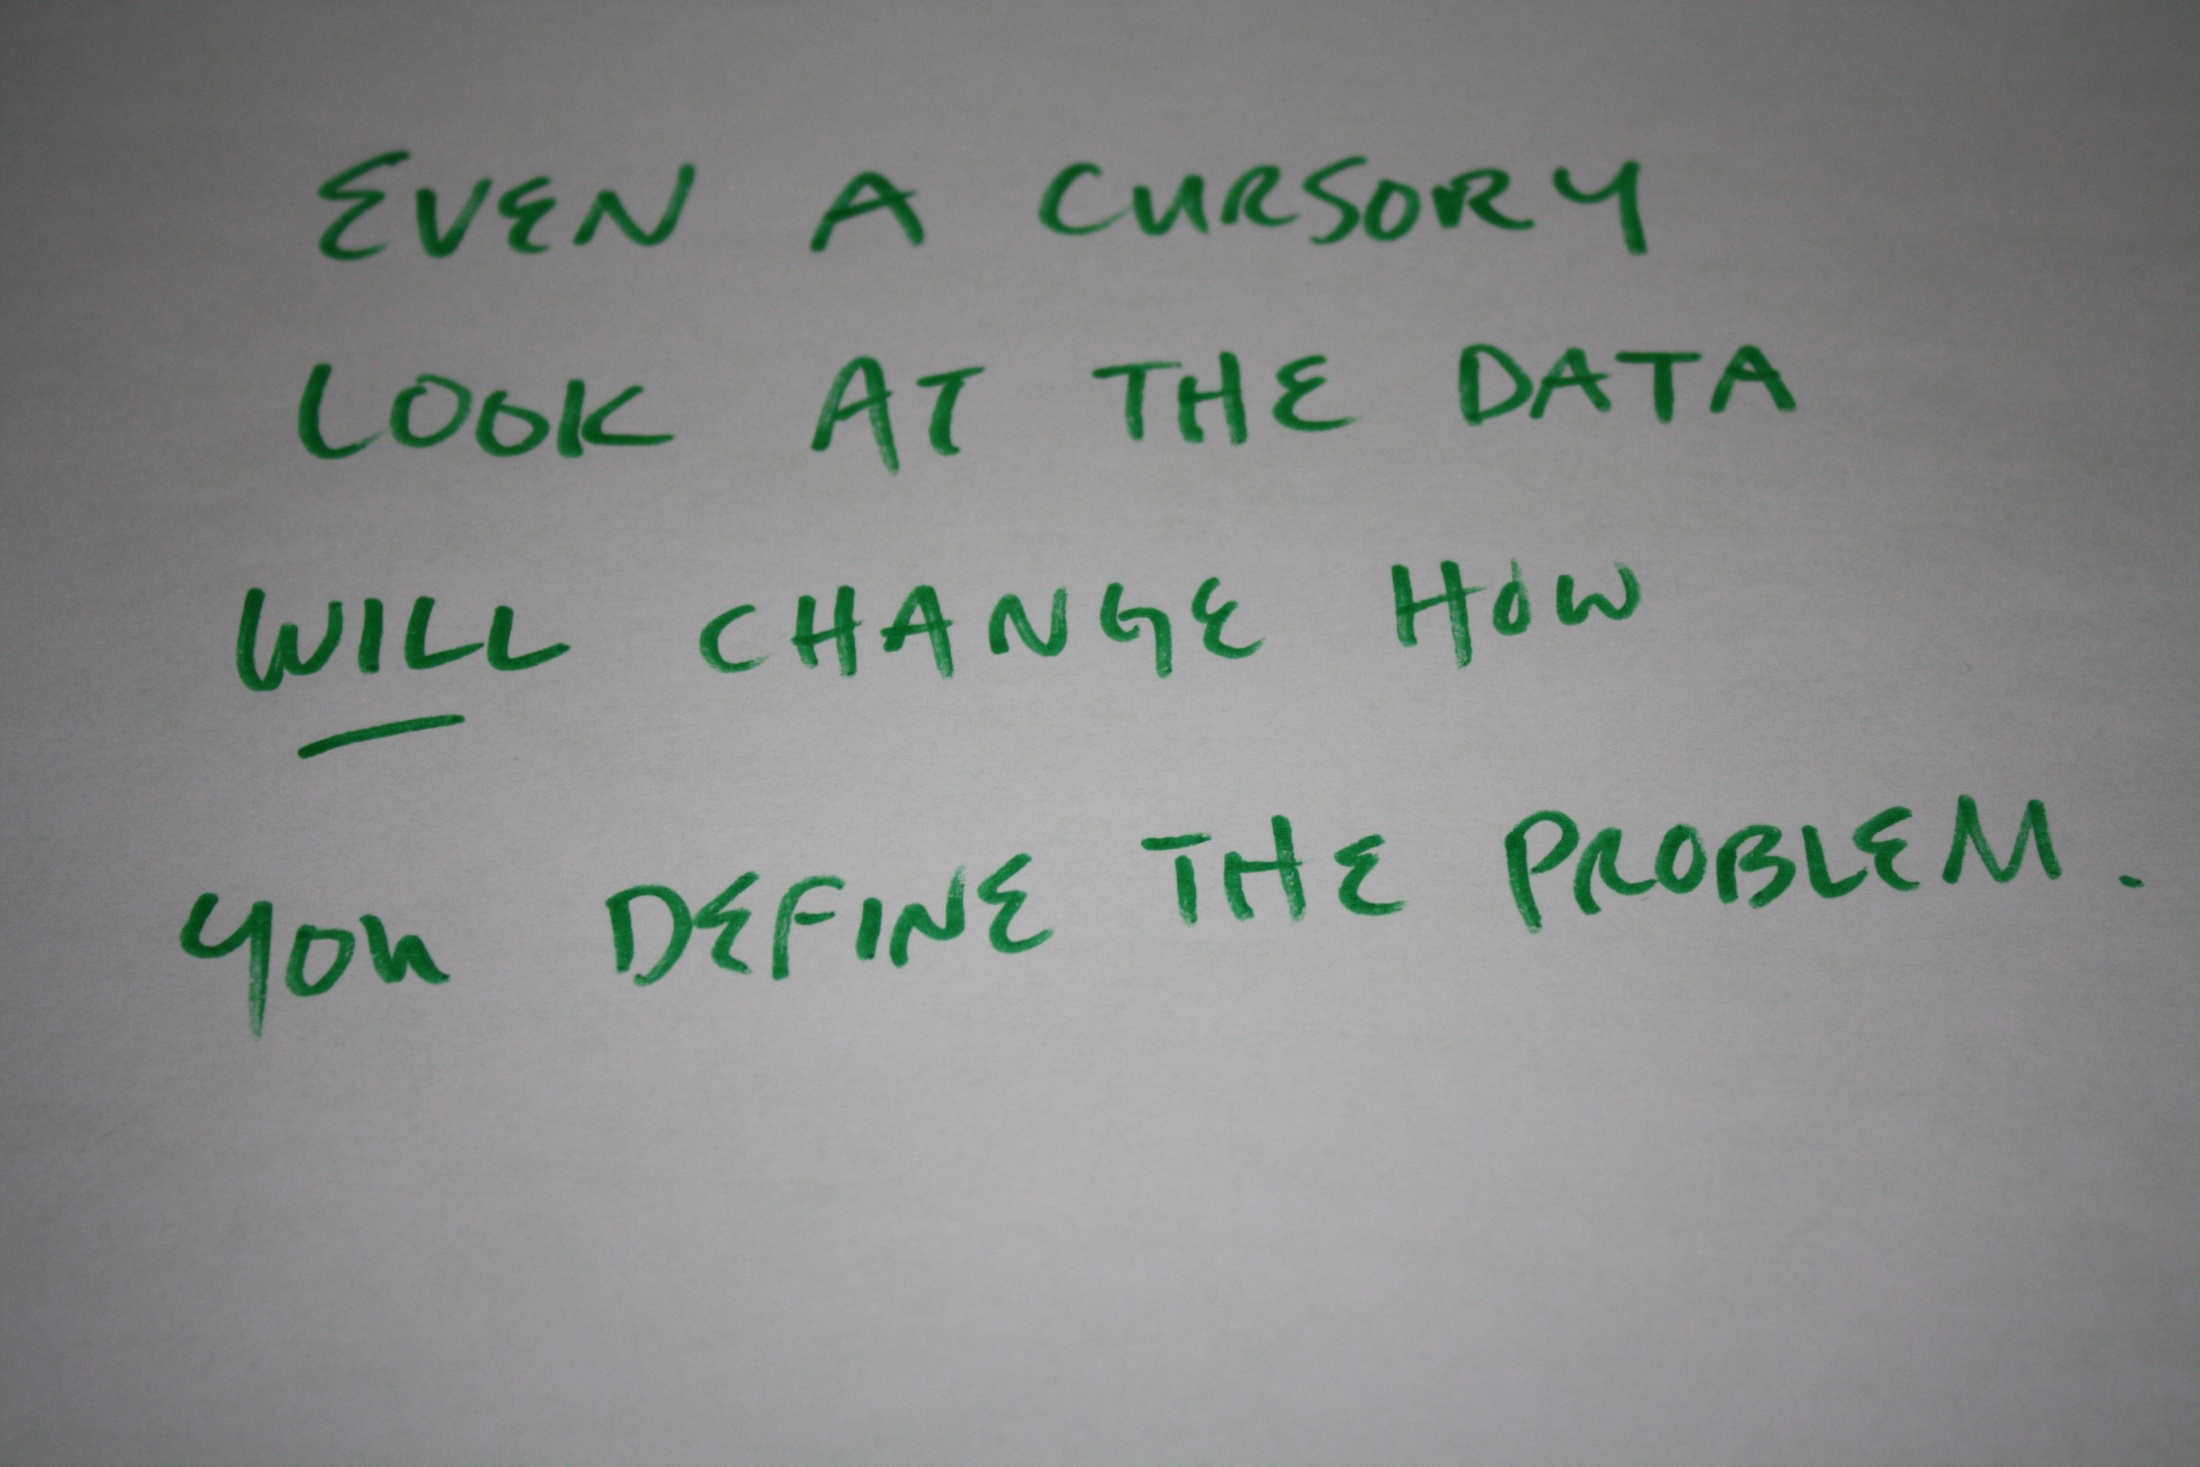 EVEN A CURSORY
LOOK AT THE DATA
WILL CHANGE HOW
YOU DEFINE THE PROBLEM.